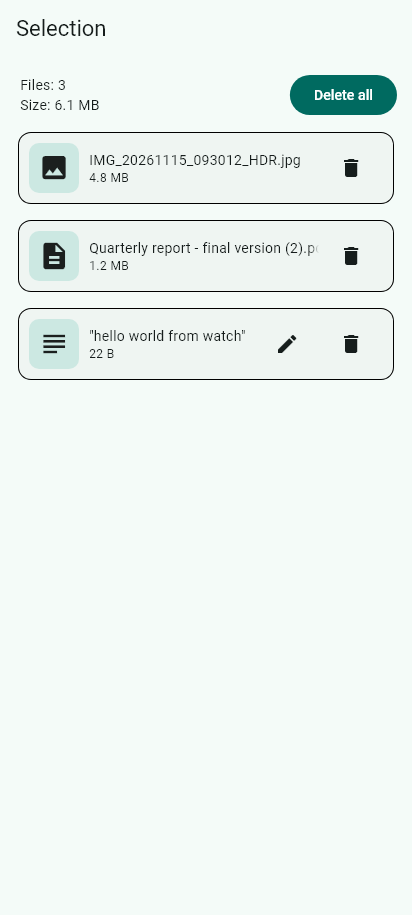 Selection
Files: 3
Size: 6.1 MB
Delete all
IMG_20261115_093012_HDR.jpg
4.8 MB
Quarterly report - final version (2).p
1.2 MB
"hello world from watch"
22 B